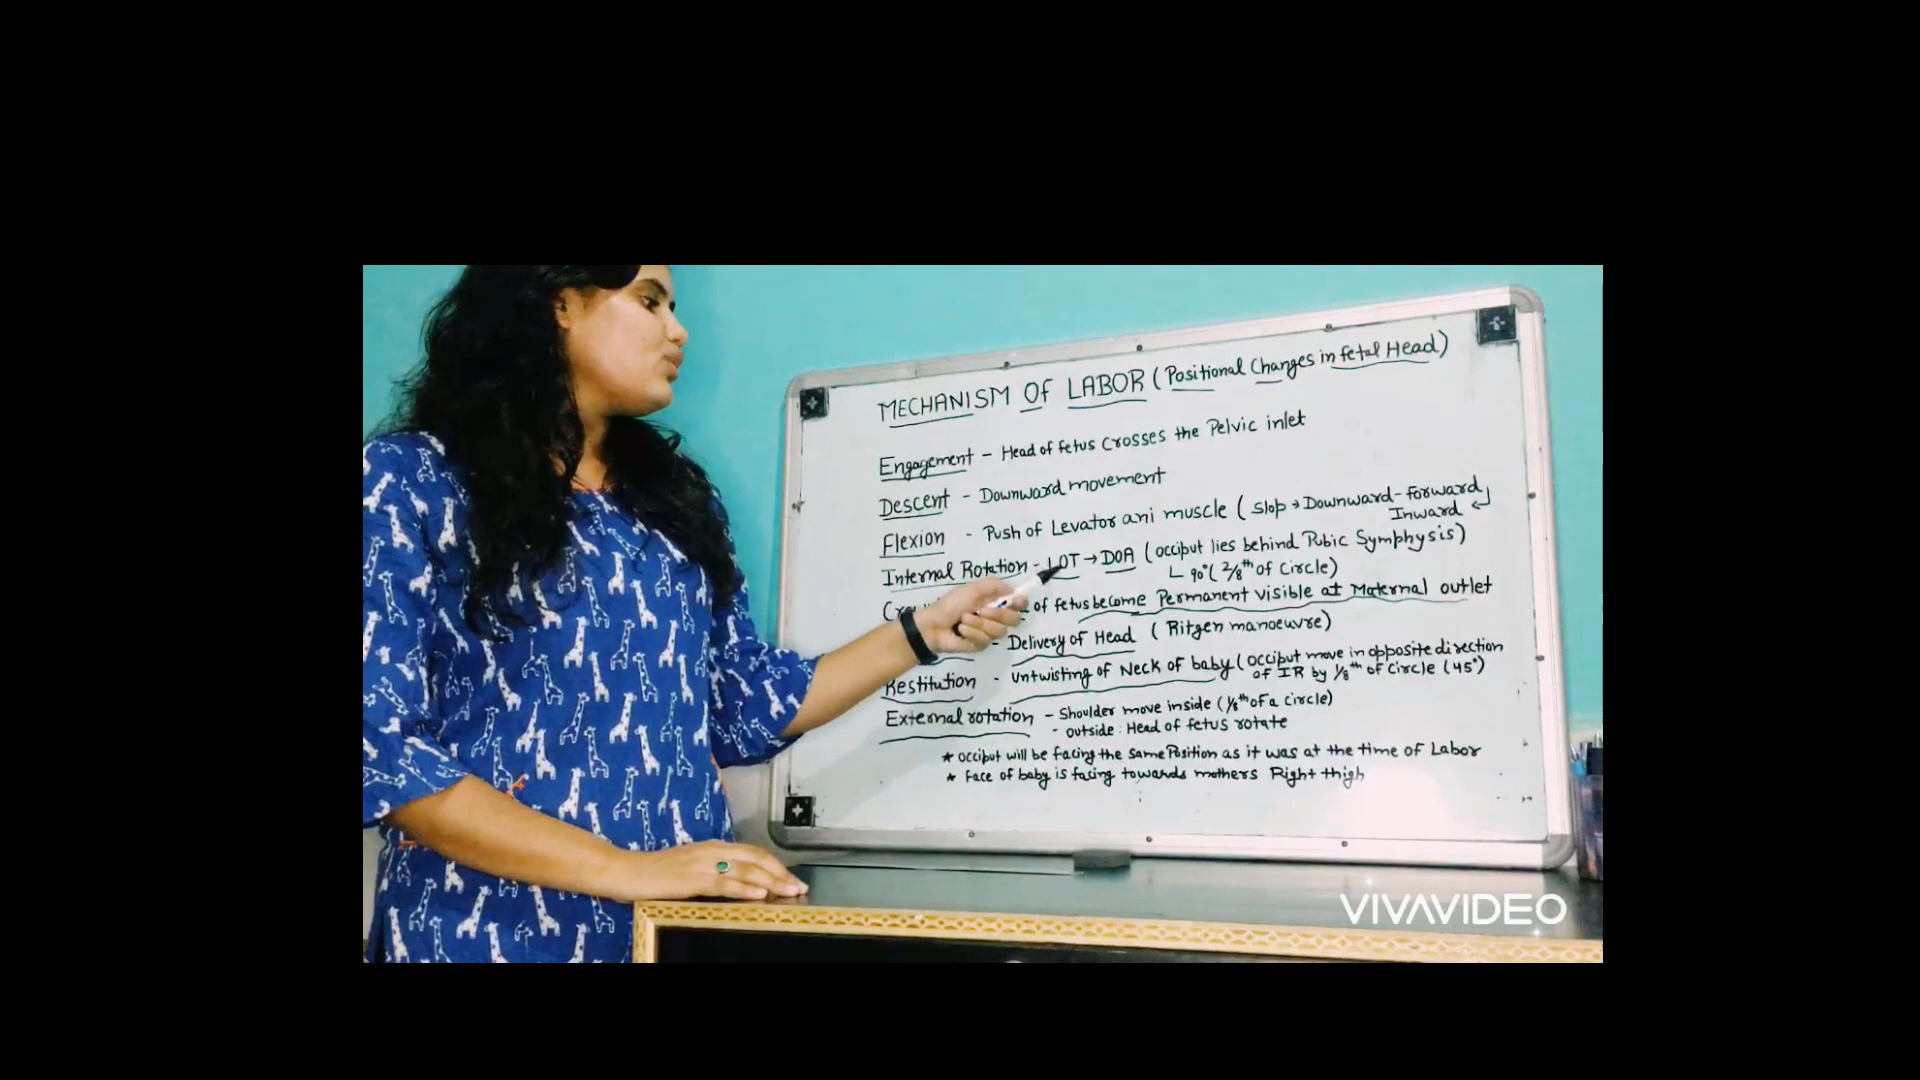 MECHANISM OF LABOR (Positional Changes in fetal Head)
Engagement - Head of fetus crosses the Pelvic inlet
Descent - Downward movement
Flexion - Push of Levator ani muscle (Slop → Downward-forward
Inward
Internal Rotation - LOT → DOA (occiput lies behind Pubic Symphysis)
90° (2/8th of Circle)
of fetus become Permanent visible at Maternal outlet
- Delivery of Head (Ritgen manoeuvre)
Restitution - Untwisting of Neck of baby (occiput move in opposite direction
of IR by 1/8th of circle (45°)
External rotation - Shoulder move inside (1/8th of a circle)
- outside: Head of fetus rotate
* occiput will be facing the same Position as it was at the time of Labor
* Face of baby is facing towards mothers Right thigh
VIVAVIDEO